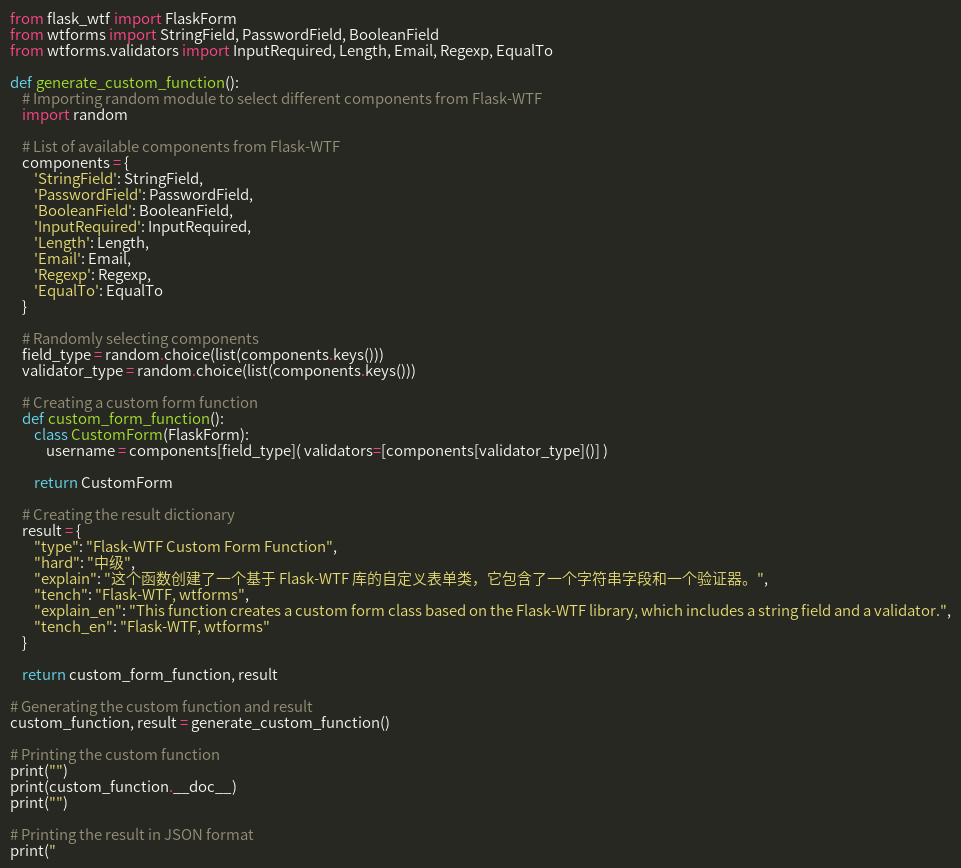 from flask_wtf import FlaskForm
from wtforms import StringField, PasswordField, BooleanField
from wtforms.validators import InputRequired, Length, Email, Regexp, EqualTo

def generate_custom_function():
    # Importing random module to select different components from Flask-WTF
    import random

    # List of available components from Flask-WTF
    components = {
        'StringField': StringField,
        'PasswordField': PasswordField,
        'BooleanField': BooleanField,
        'InputRequired': InputRequired,
        'Length': Length,
        'Email': Email,
        'Regexp': Regexp,
        'EqualTo': EqualTo
    }

    # Randomly selecting components
    field_type = random.choice(list(components.keys()))
    validator_type = random.choice(list(components.keys()))

    # Creating a custom form function
    def custom_form_function():
        class CustomForm(FlaskForm):
            username = components[field_type]( validators=[components[validator_type]()] )

        return CustomForm

    # Creating the result dictionary
    result = {
        "type": "Flask-WTF Custom Form Function",
        "hard": "中级",
        "explain": "这个函数创建了一个基于 Flask-WTF 库的自定义表单类，它包含了一个字符串字段和一个验证器。",
        "tench": "Flask-WTF, wtforms",
        "explain_en": "This function creates a custom form class based on the Flask-WTF library, which includes a string field and a validator.",
        "tench_en": "Flask-WTF, wtforms"
    }

    return custom_form_function, result

# Generating the custom function and result
custom_function, result = generate_custom_function()

# Printing the custom function
print("")
print(custom_function.__doc__)
print("")

# Printing the result in JSON format
print("